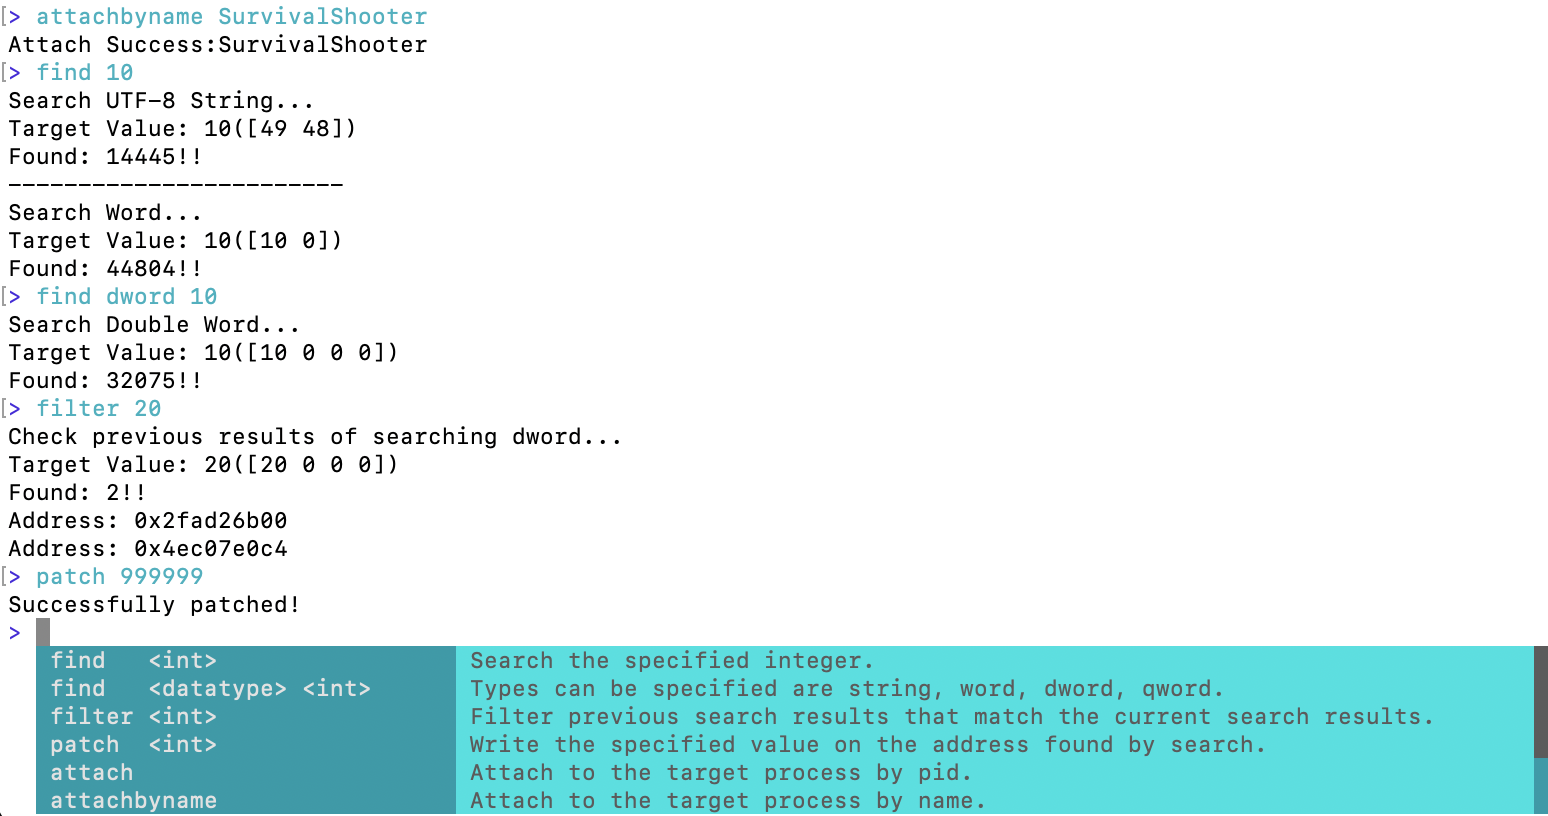 [> attachbyname SurvivalShooter
Attach Success:SurvivalShooter
[> find 10
Search UTF-8 String...
Target Value: 10([49 48])
Found: 14445!!
------------------------
Search Word...
Target Value: 10([10 0])
Found: 44804!!
[> find dword 10
Search Double Word...
Target Value: 10([10 0 0 0])
Found: 32075!!
[> filter 20
Check previous results of searching dword...
Target Value: 20([20 0 0 0])
Found: 2!!
Address: 0x2fad26b00
Address: 0x4ec07e0c4
[> patch 999999
Successfully patched!
>
find <int> Search the specified integer.
find <datatype> <int> Types can be specified are string, word, dword, qword.
filter <int> Filter previous search results that match the current search results.
patch <int> Write the specified value on the address found by search.
attach Attach to the target process by pid.
attachbyname Attach to the target process by name.